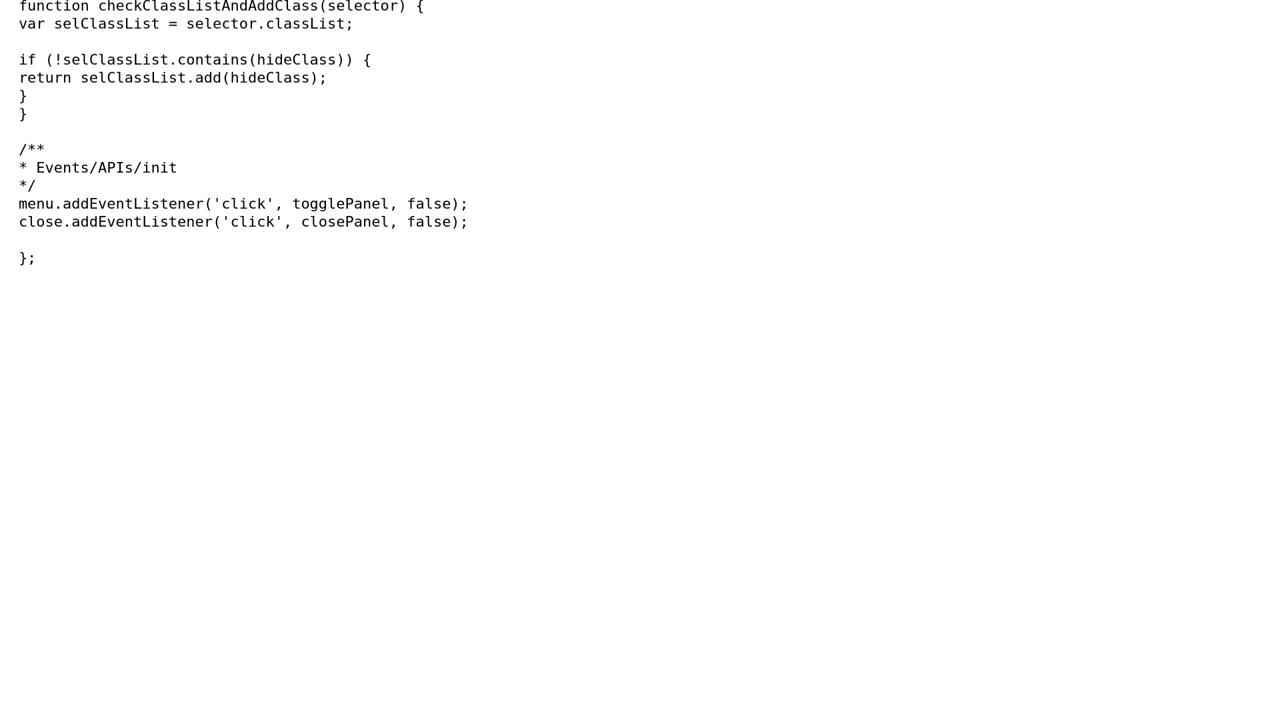 function checkClassListAndAddClass(selector) {
var selClassList = selector.classList;

if (!selClassList.contains(hideClass)) {
return selClassList.add(hideClass);
}
}

/**
* Events/APIs/init
*/
menu.addEventListener('click', togglePanel, false);
close.addEventListener('click', closePanel, false);

};